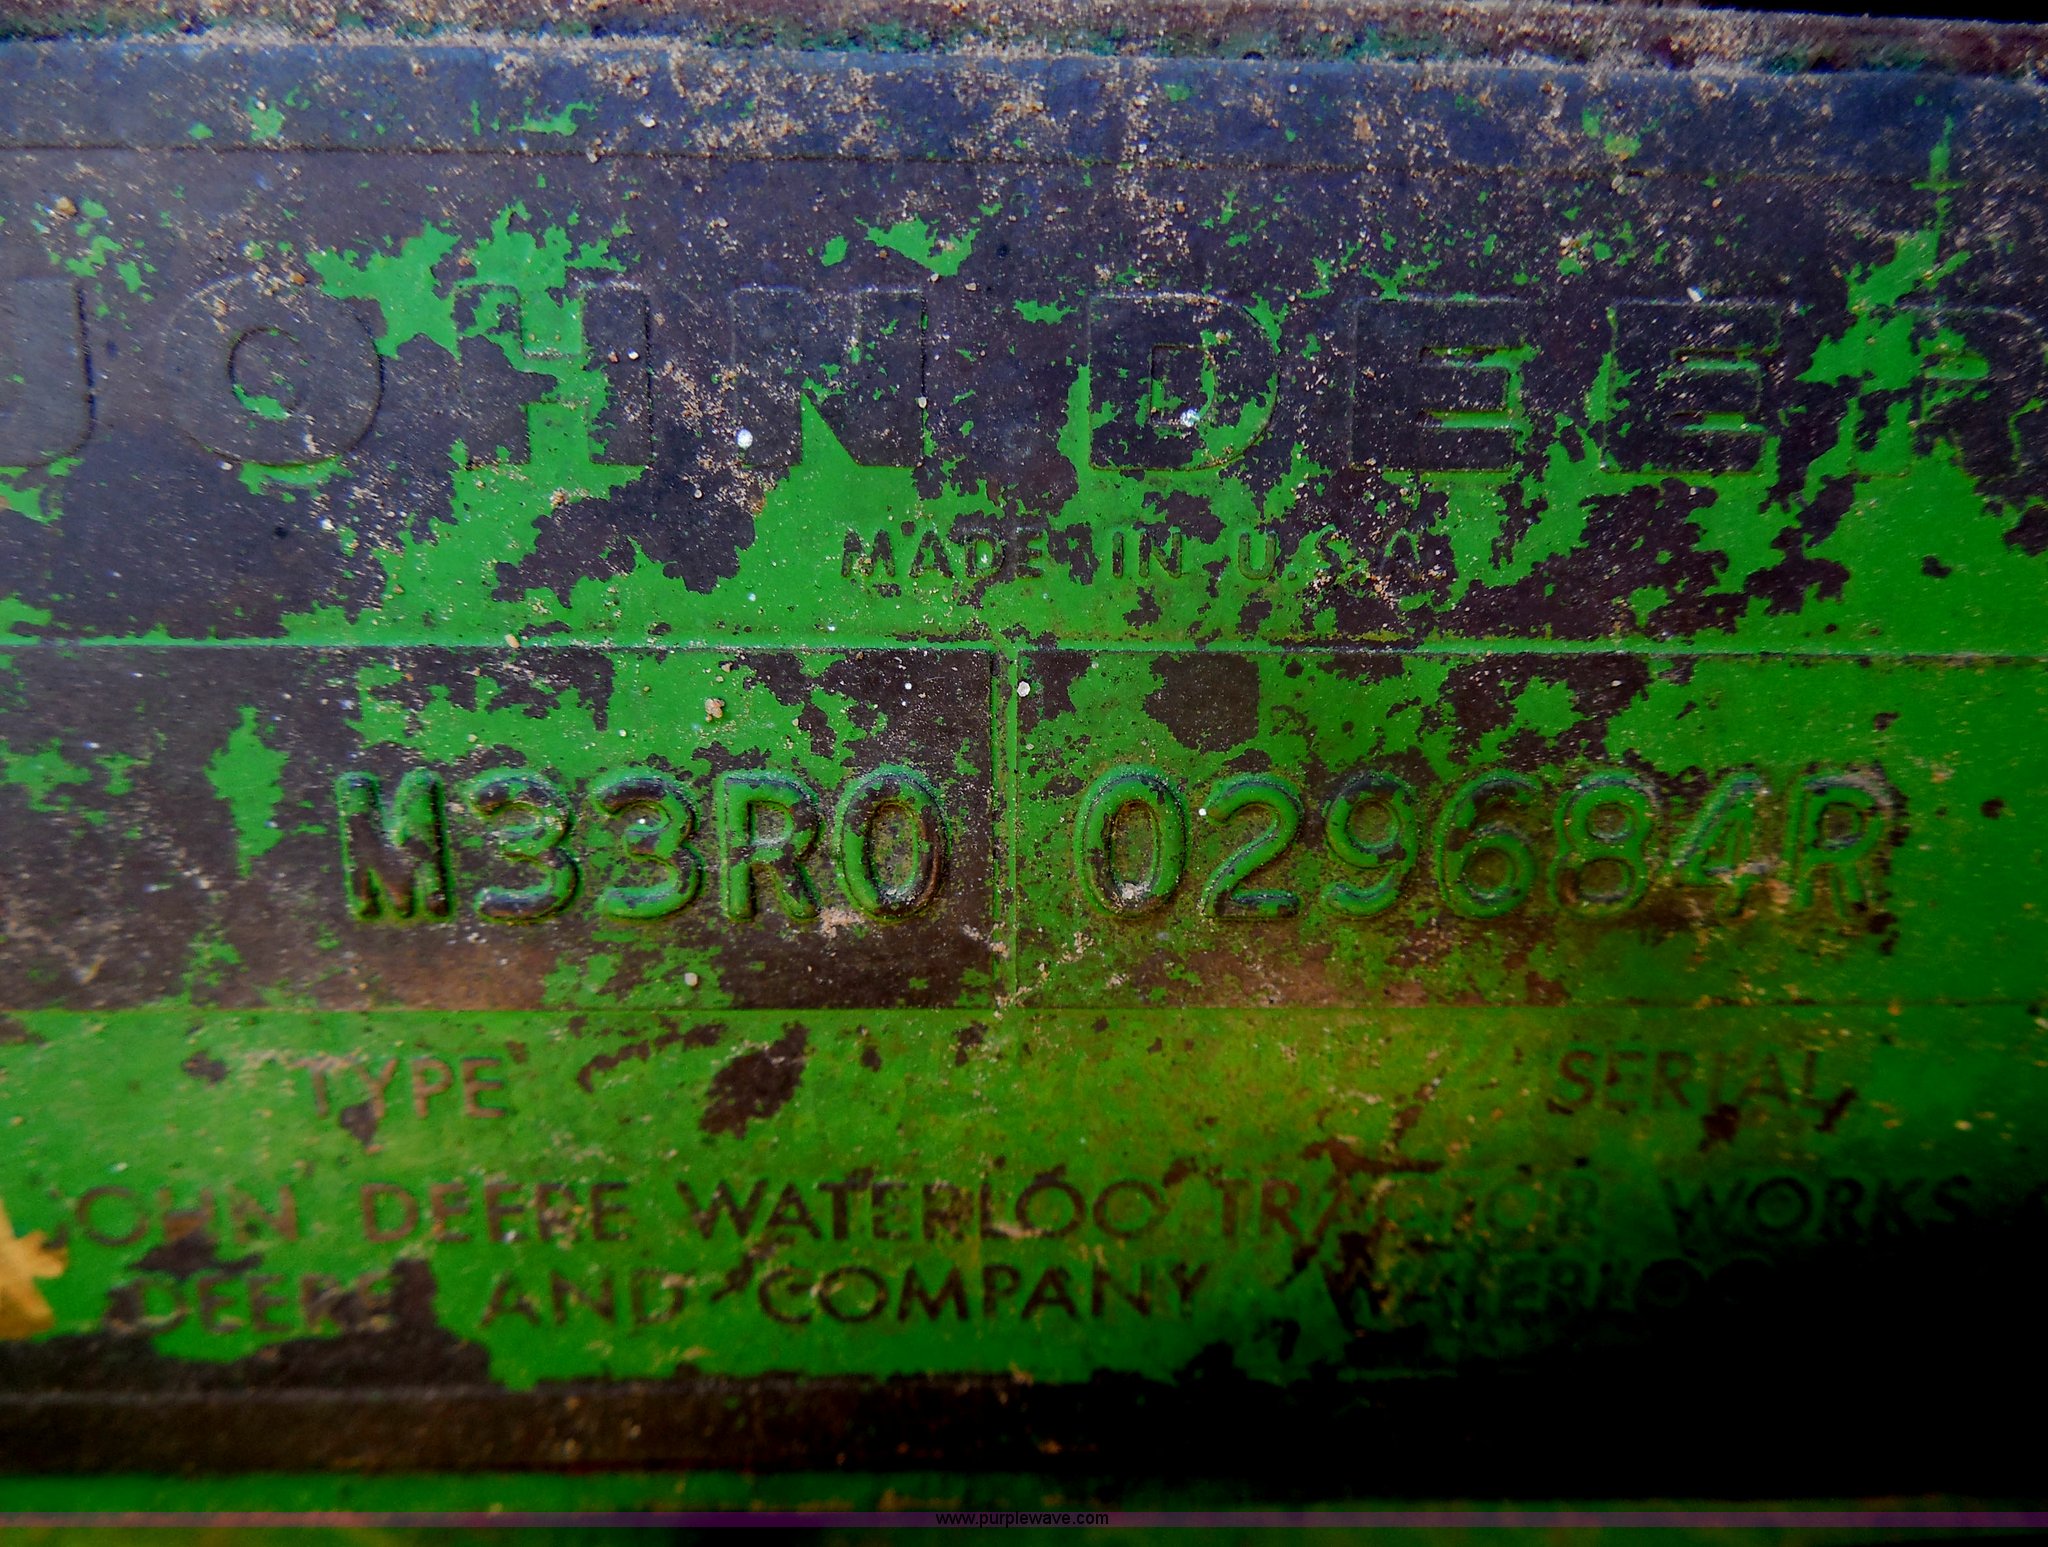 JOHN DEER
MADE IN U.S.A
M33R0 029684R
TYPE SERIAL
JOHN DEERE WATERLOO TRACTOR WORKS
DEERE AND COMPANY WATERLOO
www.purplewave.com